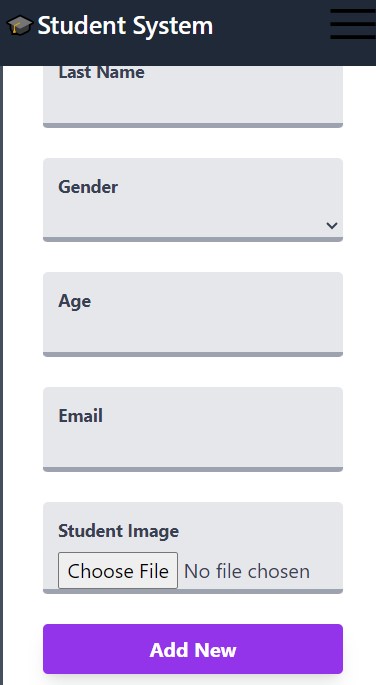 Student System
Last Name
Gender
Age
Email
Student Image
Choose File No file chosen
Add New